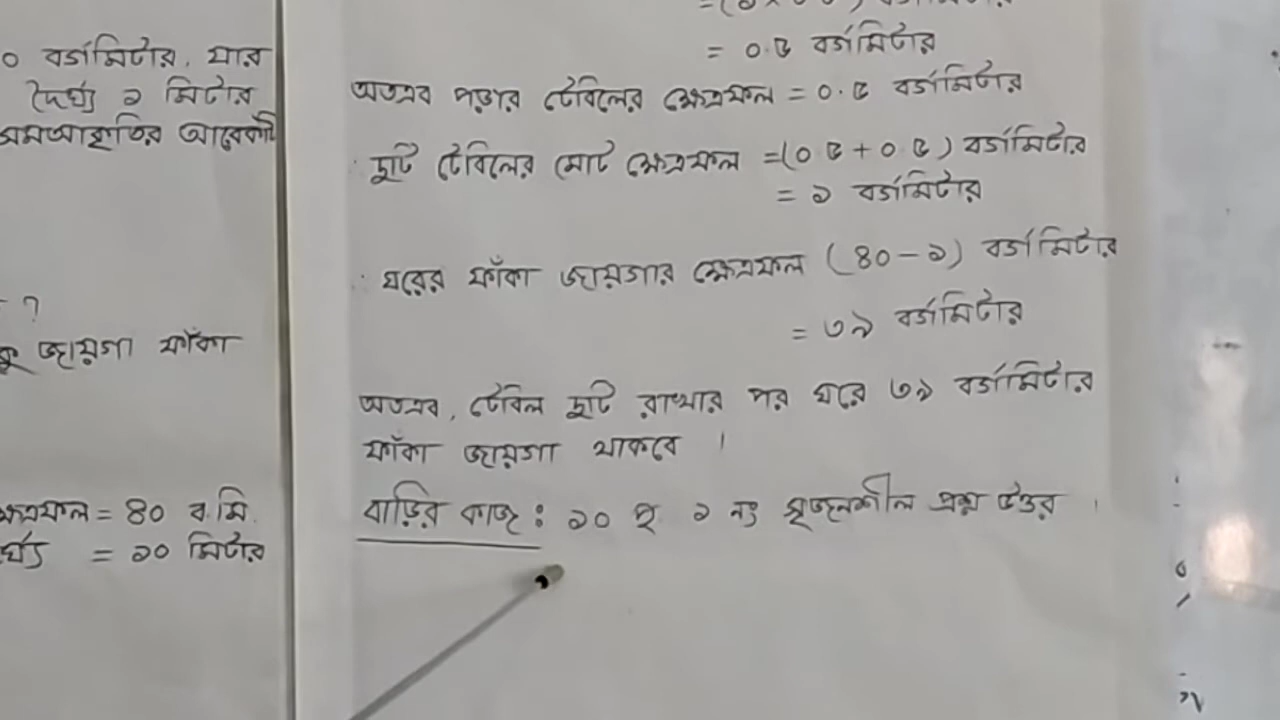 ০ বর্গমিটার, যার
দৈর্ঘ্য ১ মিটার
সমআকৃতির আরেকটি
?
জায়গা ফাঁকা
ক্ষেত্রফল = 40 ব.মি.
= ১০ মিটার
= ০.৫ বর্গমিটার
অতএব পড়ার টেবিলের ক্ষেত্রফল = ০.৫ বর্গমিটার
দুটি টেবিলের মোট ক্ষেত্রফল = (০.৫ + ০.৫) বর্গমিটার
= ১ বর্গমিটার
ঘরের ফাঁকা জায়গার ক্ষেত্রফল (৪০ - ১) বর্গমিটার
= ৩৯ বর্গমিটার
অতএব, টেবিল দুটি রাখার পর ঘরে ৩৯ বর্গমিটার
ফাঁকা জায়গা থাকবে ।
বাড়ির কাজ : ১০ পৃ ১ নং সৃজনশীল প্রশ্ন উত্তর ।